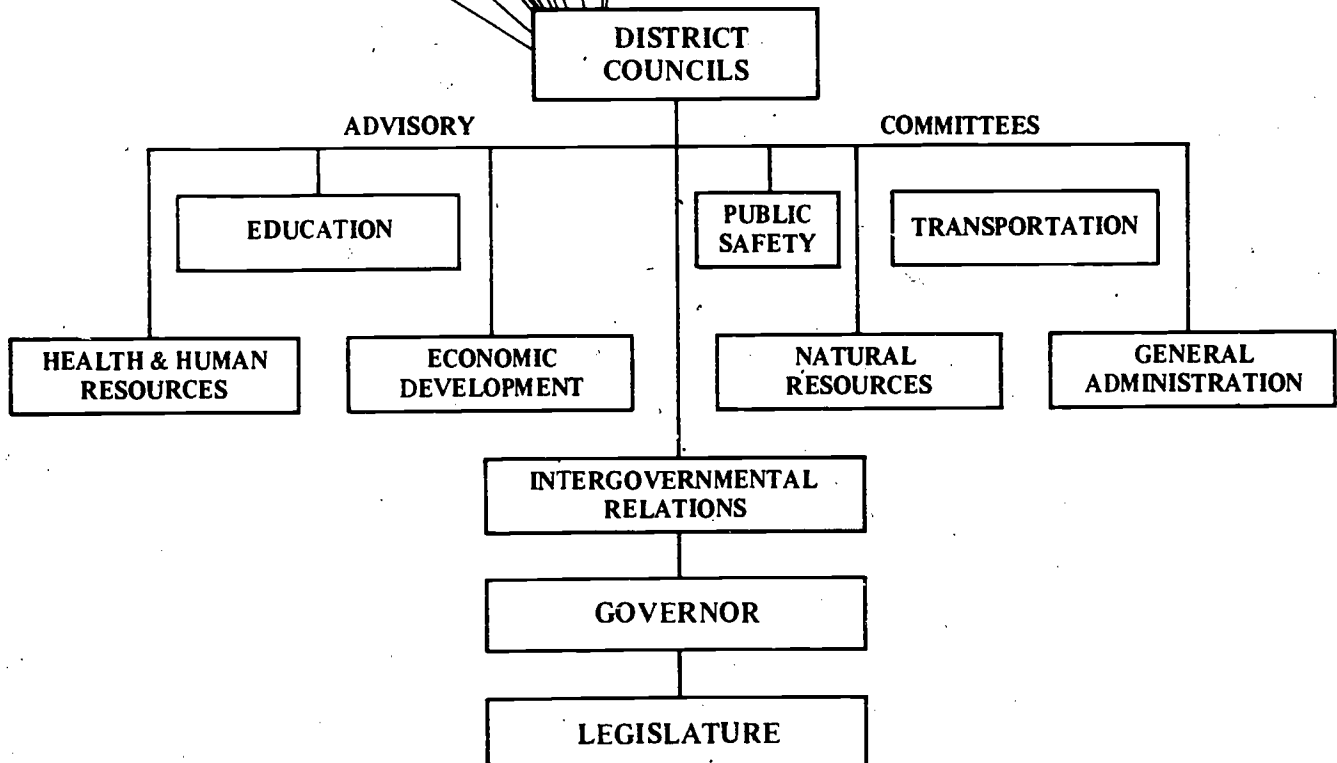 DISTRICT
COUNCILS
ADVISORY COMMITTEES
EDUCATION
PUBLIC
SAFETY
TRANSPORTATION
HEALTH & HUMAN
RESOURCES
ECONOMIC
DEVELOPMENT
NATURAL
RESOURCES
GENERAL
ADMINISTRATION
INTERGOVERNMENTAL
RELATIONS
GOVERNOR
LEGISLATURE